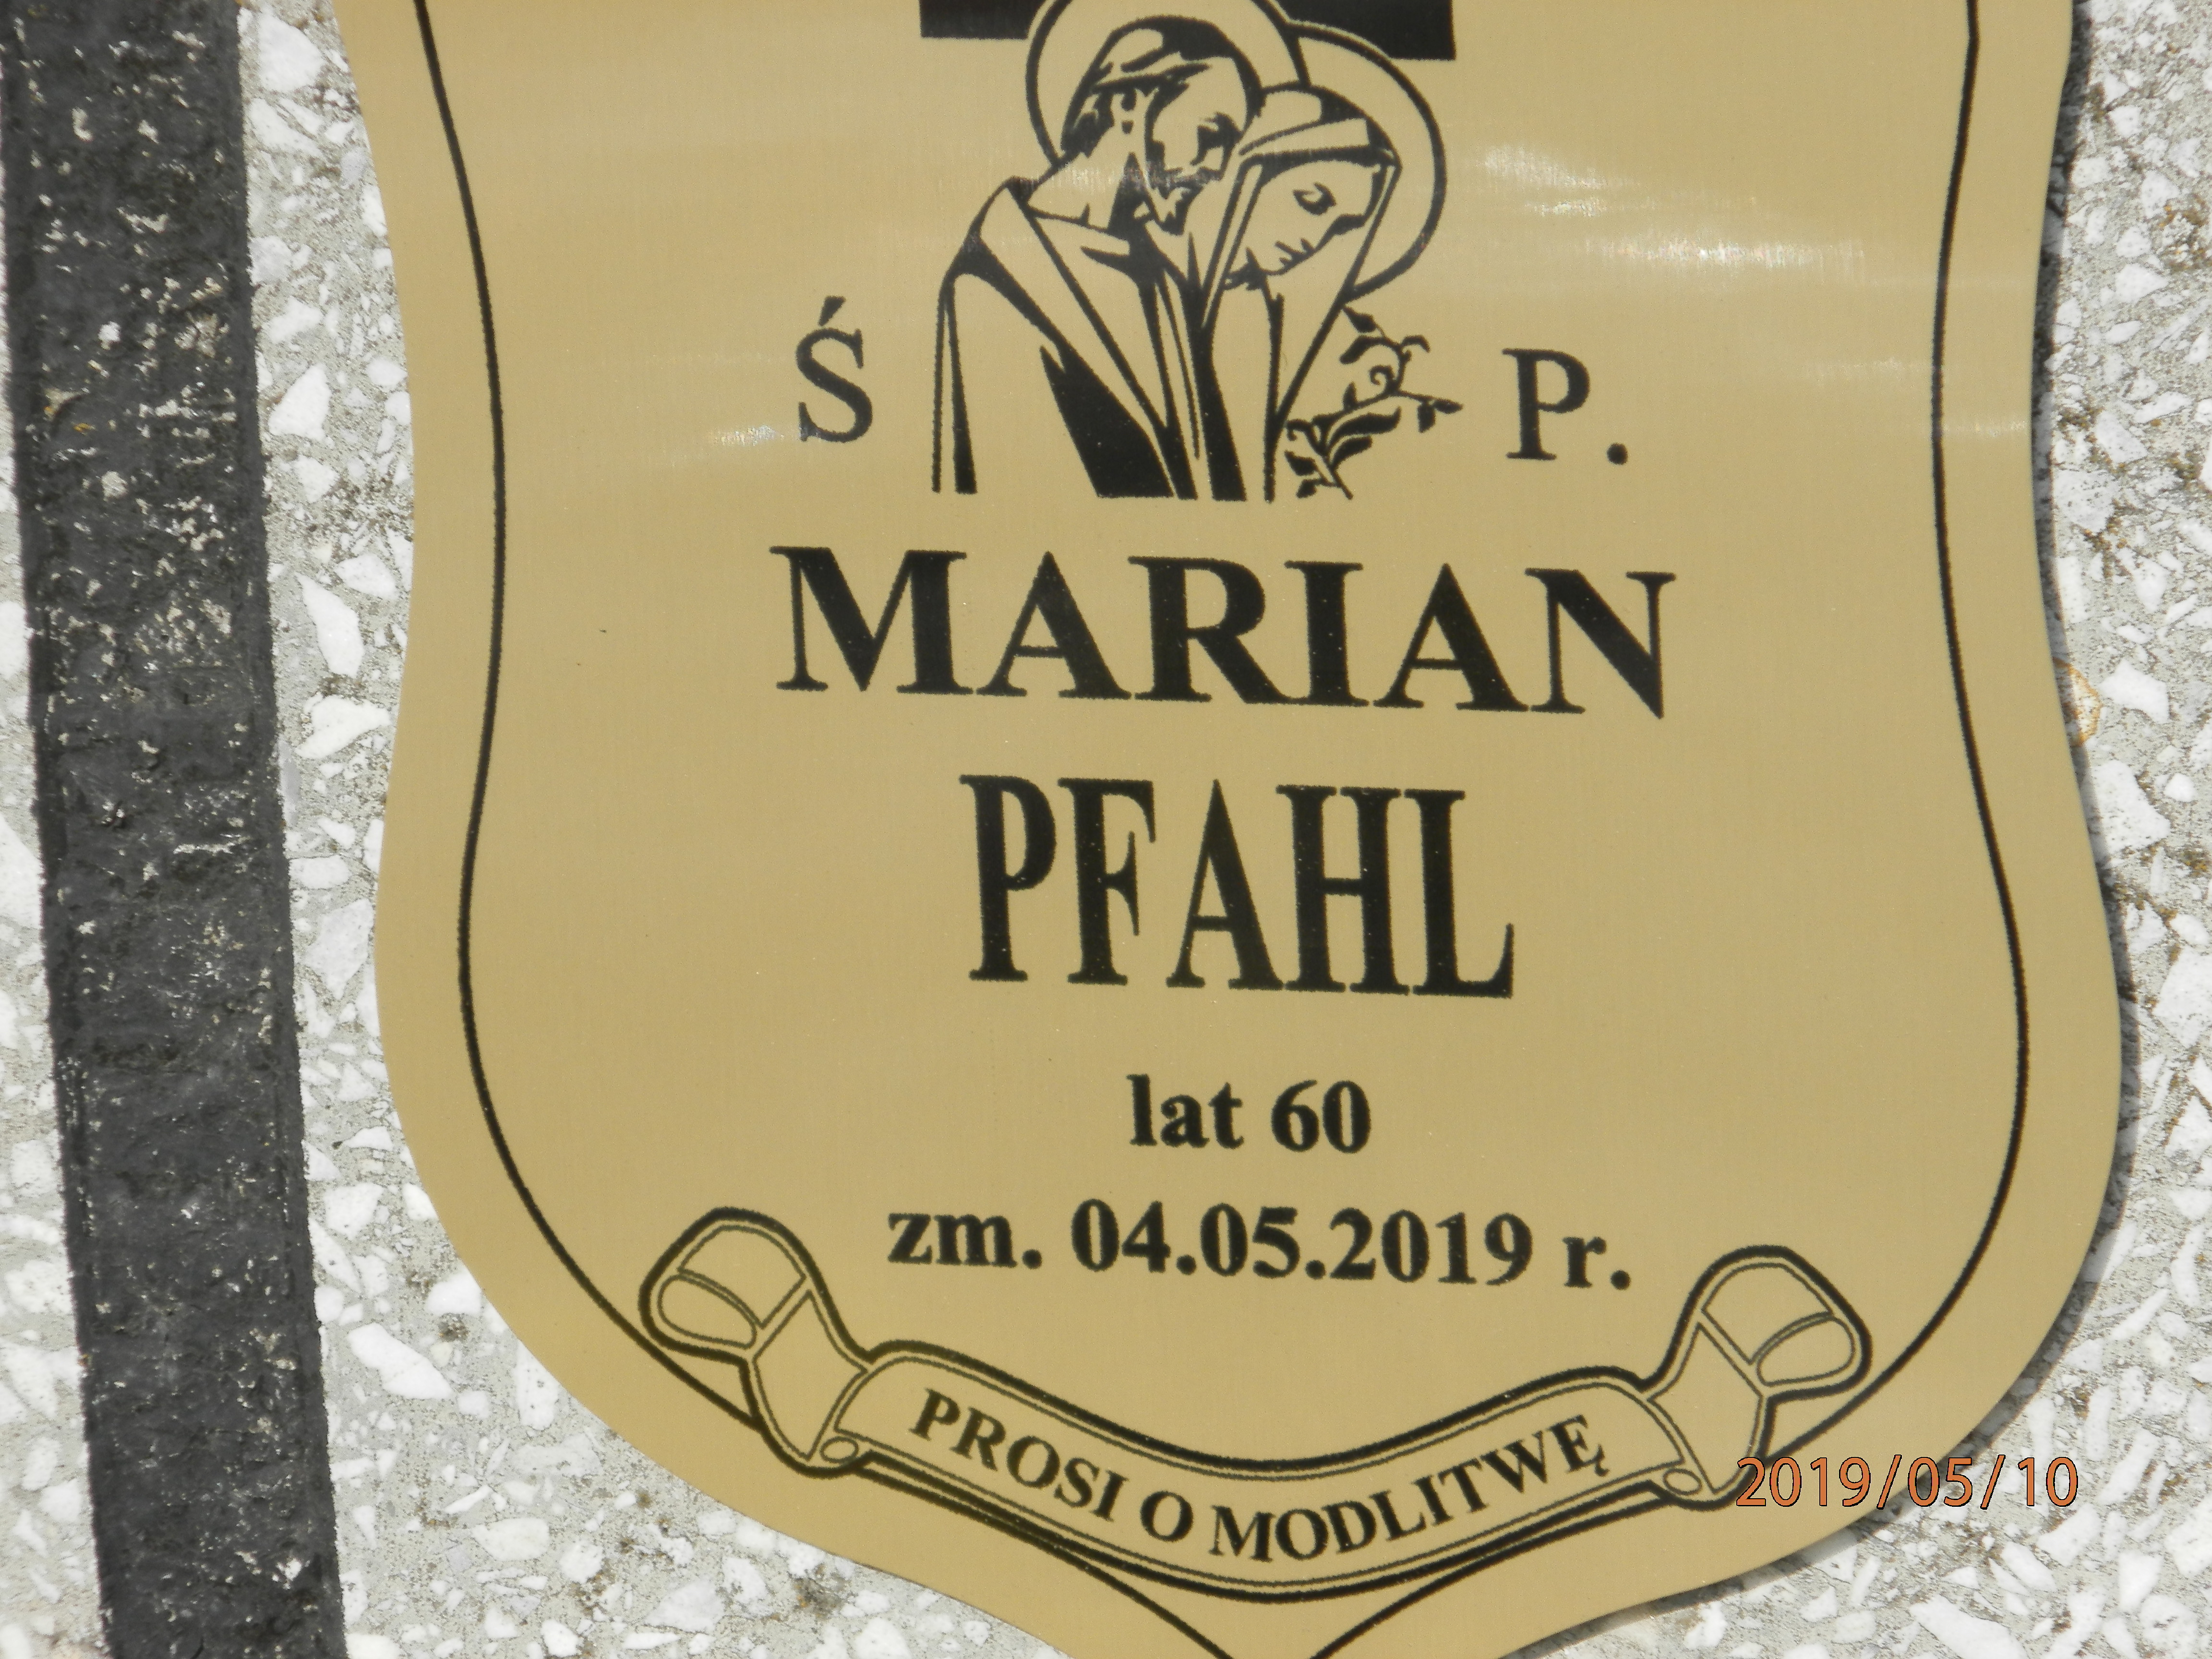 Ś P.
MARIAN
PFAHL
lat 60
zm. 04.05.2019 r.
PROSI O MODLITWĘ
2019/05/10